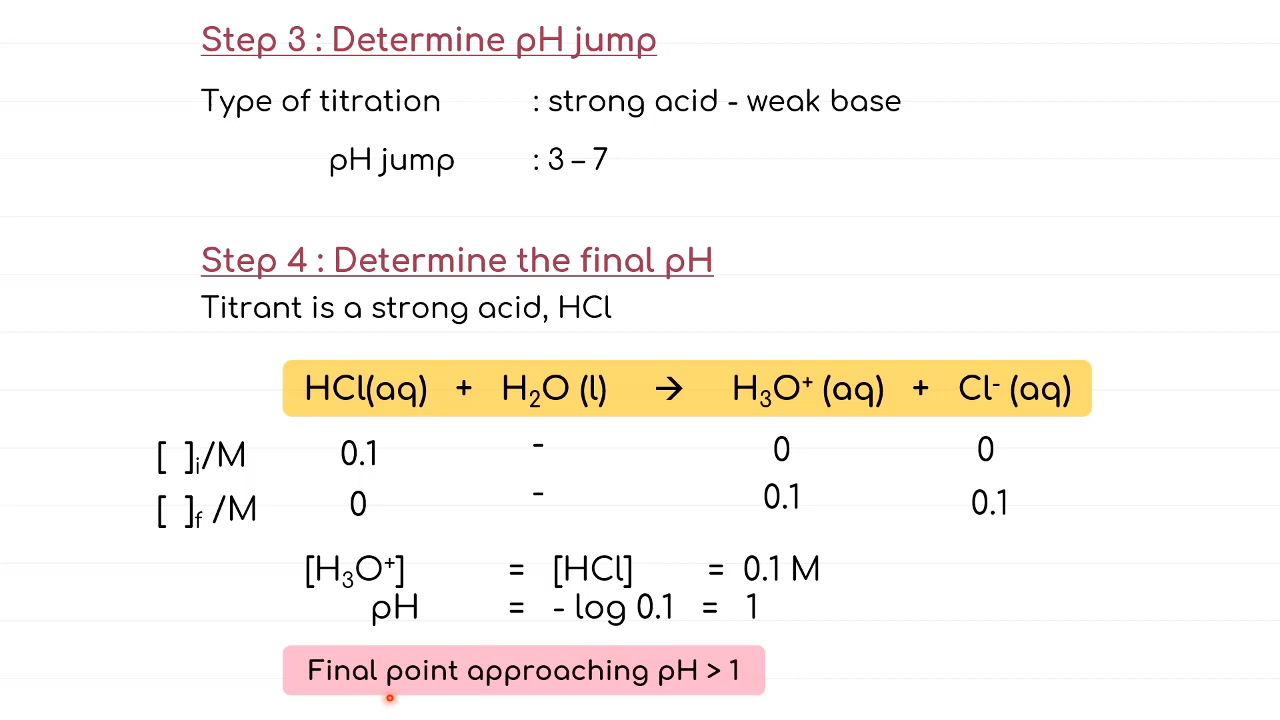 Step 3 : Determine pH jump
Type of titration : strong acid - weak base
pH jump : 3 – 7
Step 4 : Determine the final pH
Titrant is a strong acid, HCl
HCl(aq) + H₂O (l) → H₃O⁺ (aq) + Cl⁻ (aq)
[ ]ᵢ/M 0.1 - 0 0
[ ]f /M 0 - 0.1 0.1
[H₃O⁺] = [HCl] = 0.1 M
pH = - log 0.1 = 1
Final point approaching pH > 1